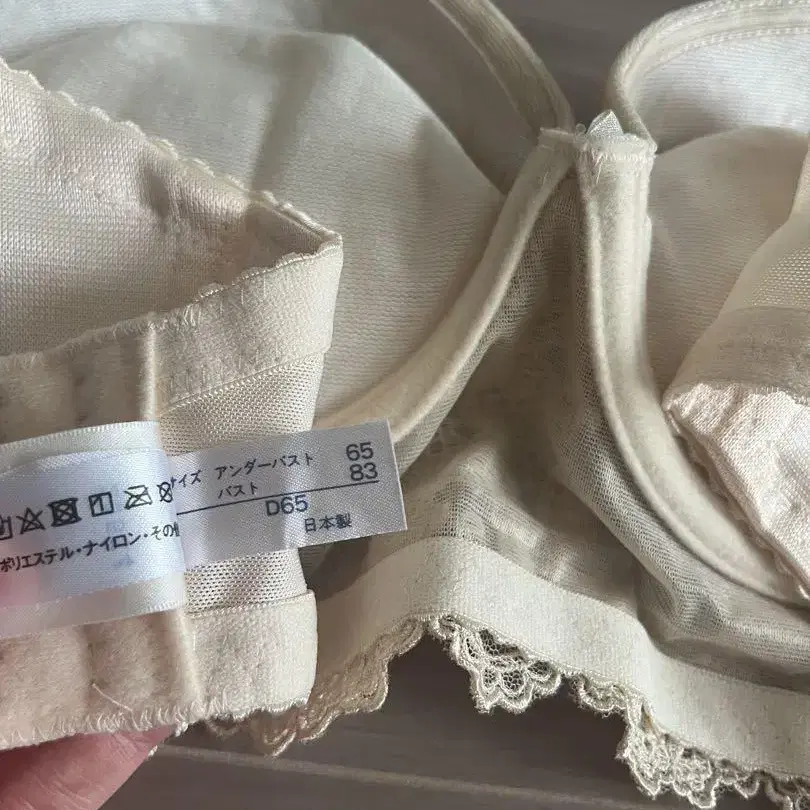 サイズ アンダーバスト 65
バスト 83
D65
日本製
ポリエステル・ナイロン・その他